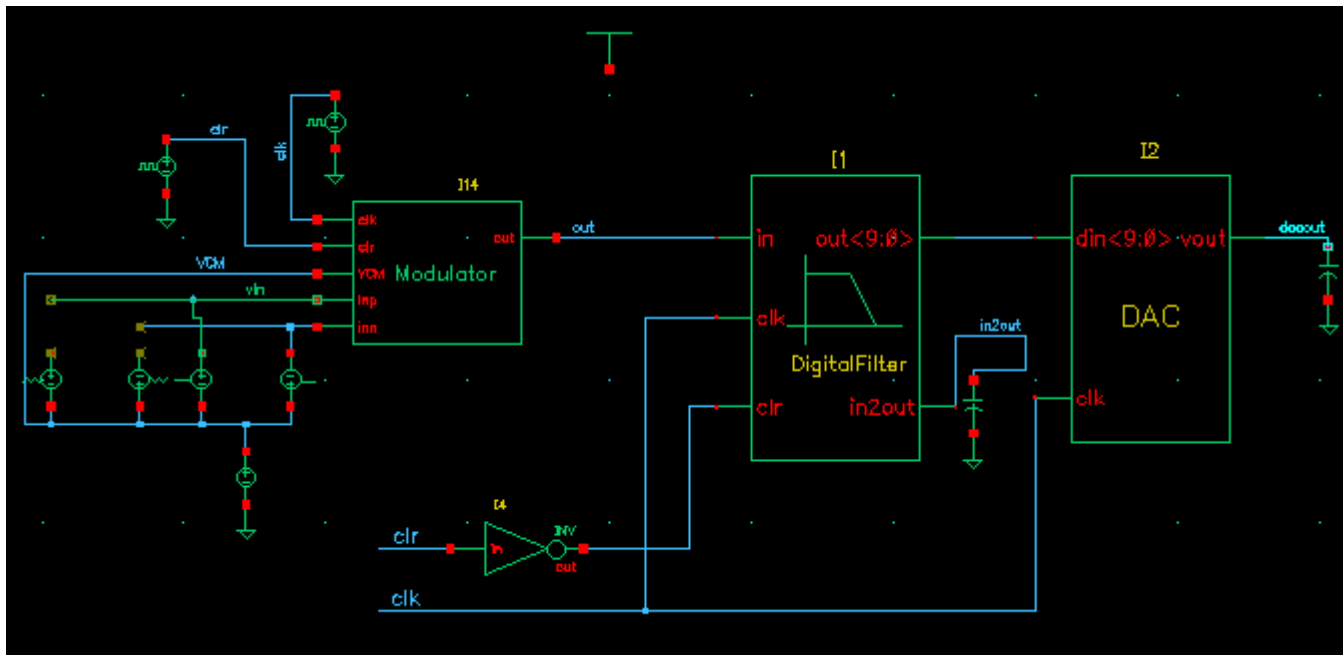 clr
clk
I14
clk
clr
VCM
inp
inn
Modulator
out
out
VCM
vin
I1
in
out<9:0>
clk
DigitalFilter
clr
in2out
in2out
I2
din<9:0>
vout
DAC
clk
dacout
I4
INV
in
out
clr
clk